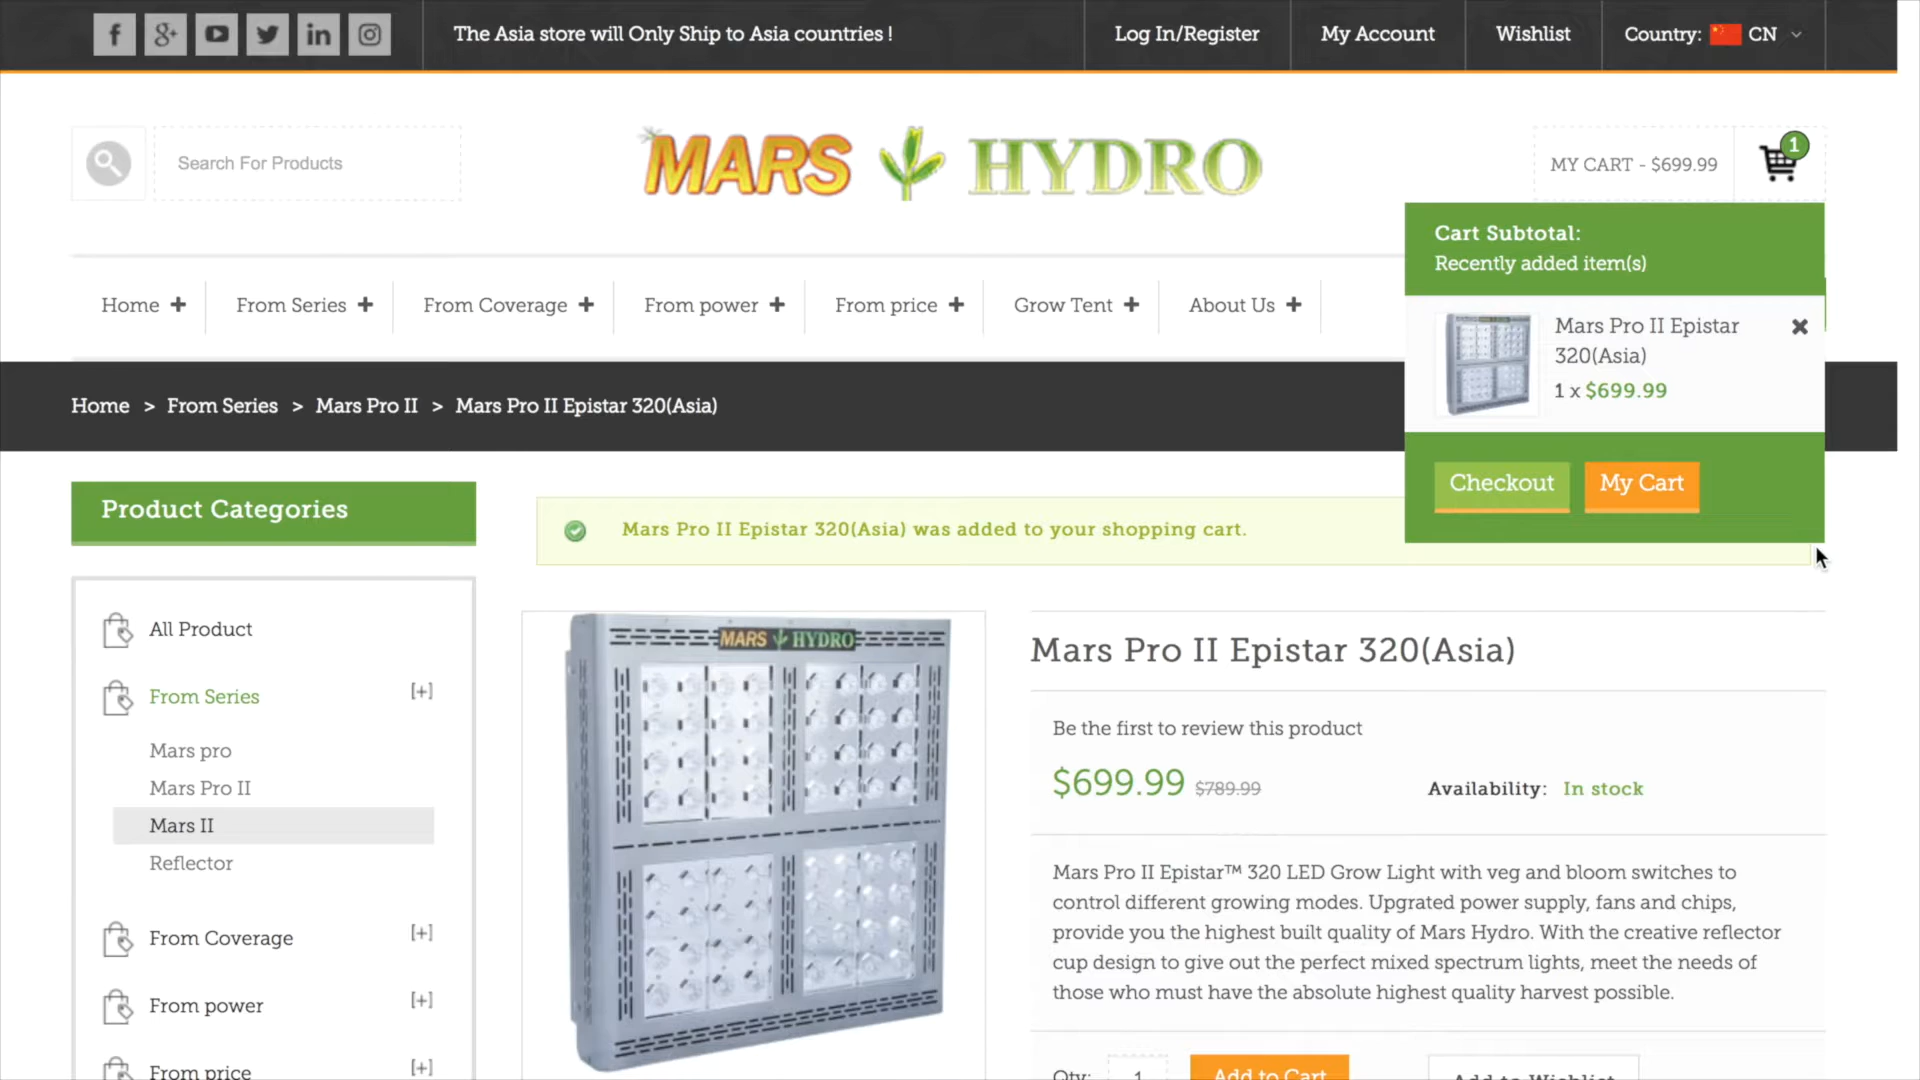 The Asia store will Only Ship to Asia countries !
Log In/Register
My Account
Wishlist
Country: CN
Search For Products
MARS HYDRO
MY CART - $699.99
1
Cart Subtotal:
Recently added item(s)
Mars Pro II Epistar
320(Asia)
1 x $699.99
Checkout
My Cart
Home +
From Series +
From Coverage +
From power +
From price +
Grow Tent +
About Us +
Home > From Series > Mars Pro II > Mars Pro II Epistar 320(Asia)
Product Categories
All Product
From Series [+]
Mars pro
Mars Pro II
Mars II
Reflector
From Coverage [+]
From power [+]
From price [+]
Mars Pro II Epistar 320(Asia) was added to your shopping cart.
MARS HYDRO
Mars Pro II Epistar 320(Asia)
Be the first to review this product
$699.99 $789.99
Availability: In stock
Mars Pro II Epistar™ 320 LED Grow Light with veg and bloom switches to
control different growing modes. Upgrated power supply, fans and chips,
provide you the highest built quality of Mars Hydro. With the creative reflector
cup design to give out the perfect mixed spectrum lights, meet the needs of
those who must have the absolute highest quality harvest possible.
Qty: 1
Add to Cart
Add to Wishlist